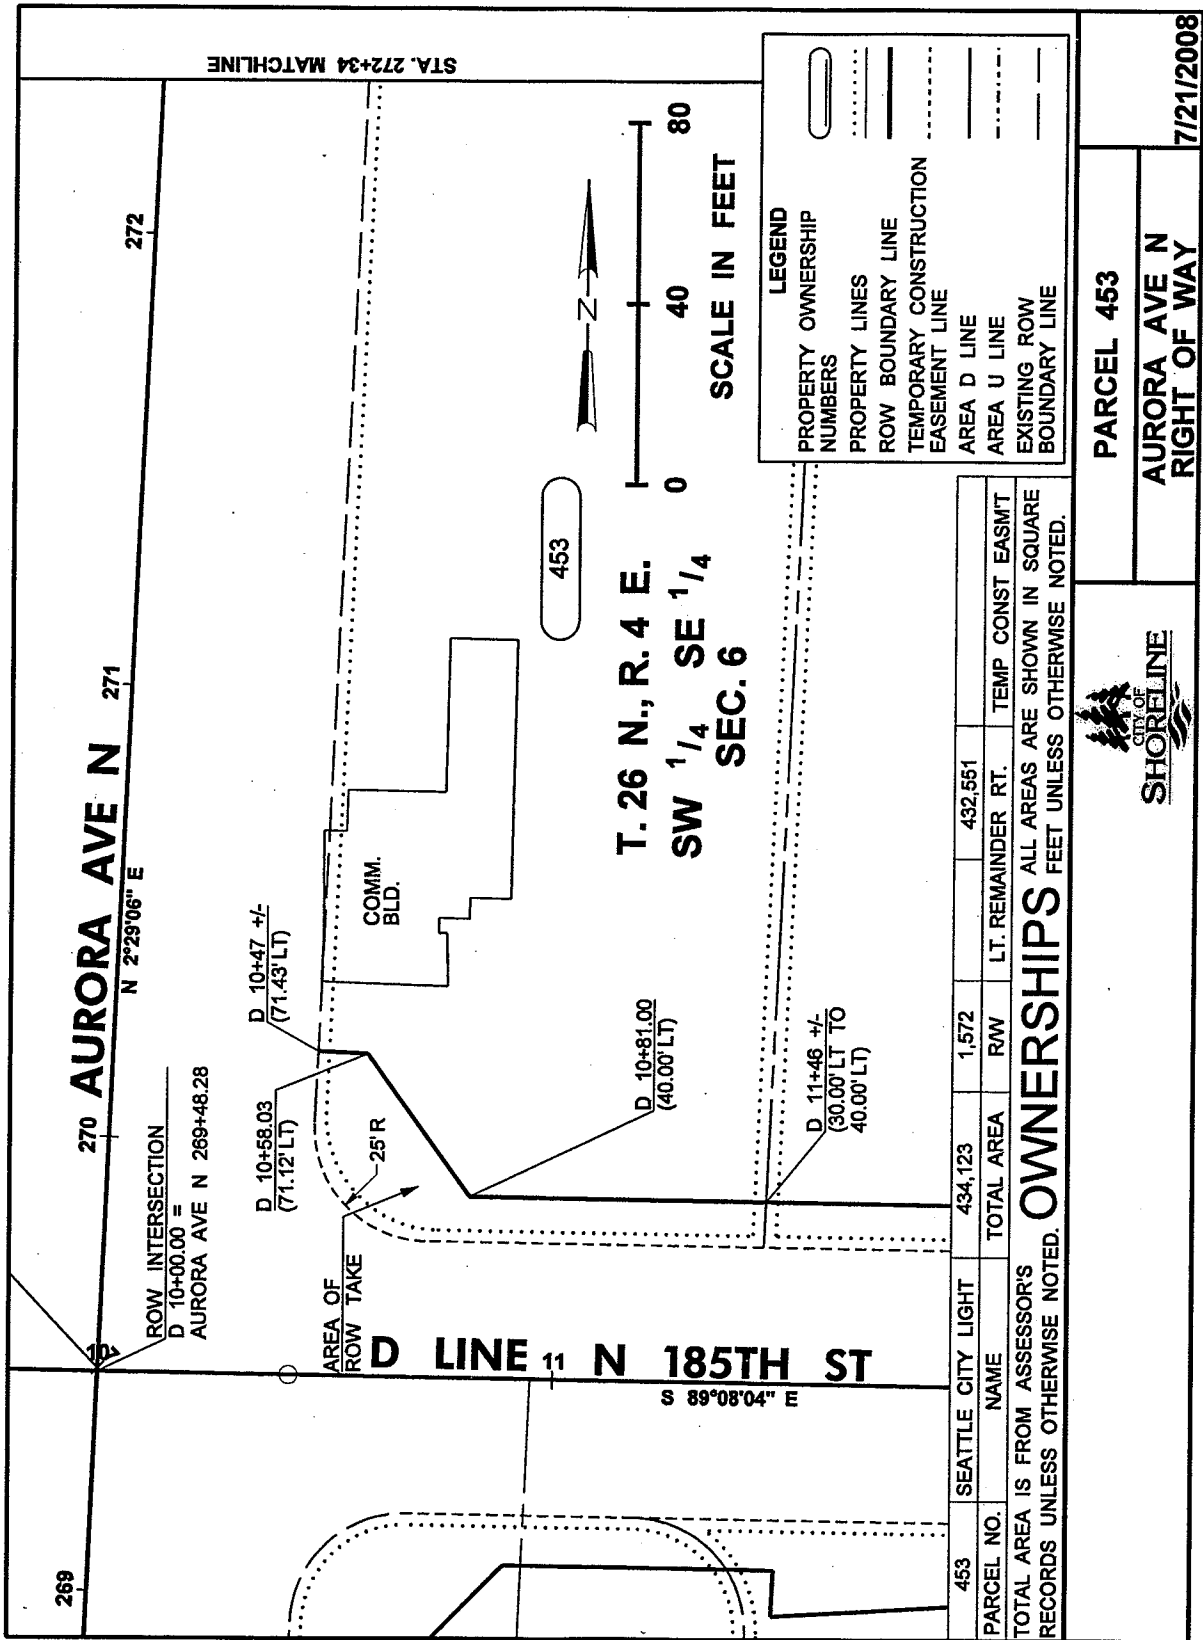 STA. 272+34 MATCHLINE
AURORA AVE N
N 2°29'06" E
269
270
271
272
10
ROW INTERSECTION
D 10+00.00 =
AURORA AVE N 269+48.28
D 10+47 +/-
(71.43' LT)
D 10+58.03
(71.12' LT)
25'R
AREA OF
ROW TAKE
COMM.
BLD.
453
D 10+81.00
(40.00' LT)
D 11+46 +/-
(30.00' LT TO
40.00' LT)
D LINE 11 N 185TH ST
S 89°08'04" E
T. 26 N., R. 4 E.
SW 1/4 SE 1/4
SEC. 6
N
0 40 80
SCALE IN FEET
LEGEND
PROPERTY OWNERSHIP
NUMBERS
PROPERTY LINES
ROW BOUNDARY LINE
TEMPORARY CONSTRUCTION
EASEMENT LINE
AREA D LINE
AREA U LINE
EXISTING ROW
BOUNDARY LINE
453 SEATTLE CITY LIGHT 434,123 1,572 432,551
PARCEL NO. NAME TOTAL AREA R/W LT. REMAINDER RT. TEMP CONST EASM'T
TOTAL AREA IS FROM ASSESSOR'S
RECORDS UNLESS OTHERWISE NOTED.
OWNERSHIPS
ALL AREAS ARE SHOWN IN SQUARE
FEET UNLESS OTHERWISE NOTED.
CITY OF
SHORELINE
PARCEL 453
AURORA AVE N
RIGHT OF WAY
7/21/2008